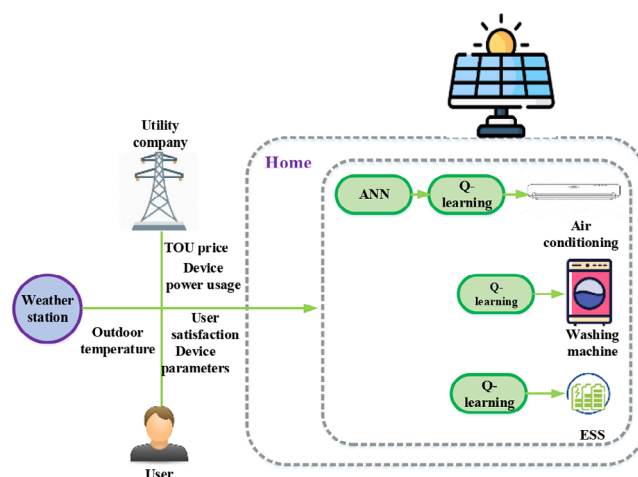 Utility
company
Home
ANN
Q-
learning
Air
conditioning
TOU price
Device
power usage
Weather
station
Q-
learning
Outdoor
temperature
User
satisfaction
Device
parameters
Washing
machine
Q-
learning
ESS
User